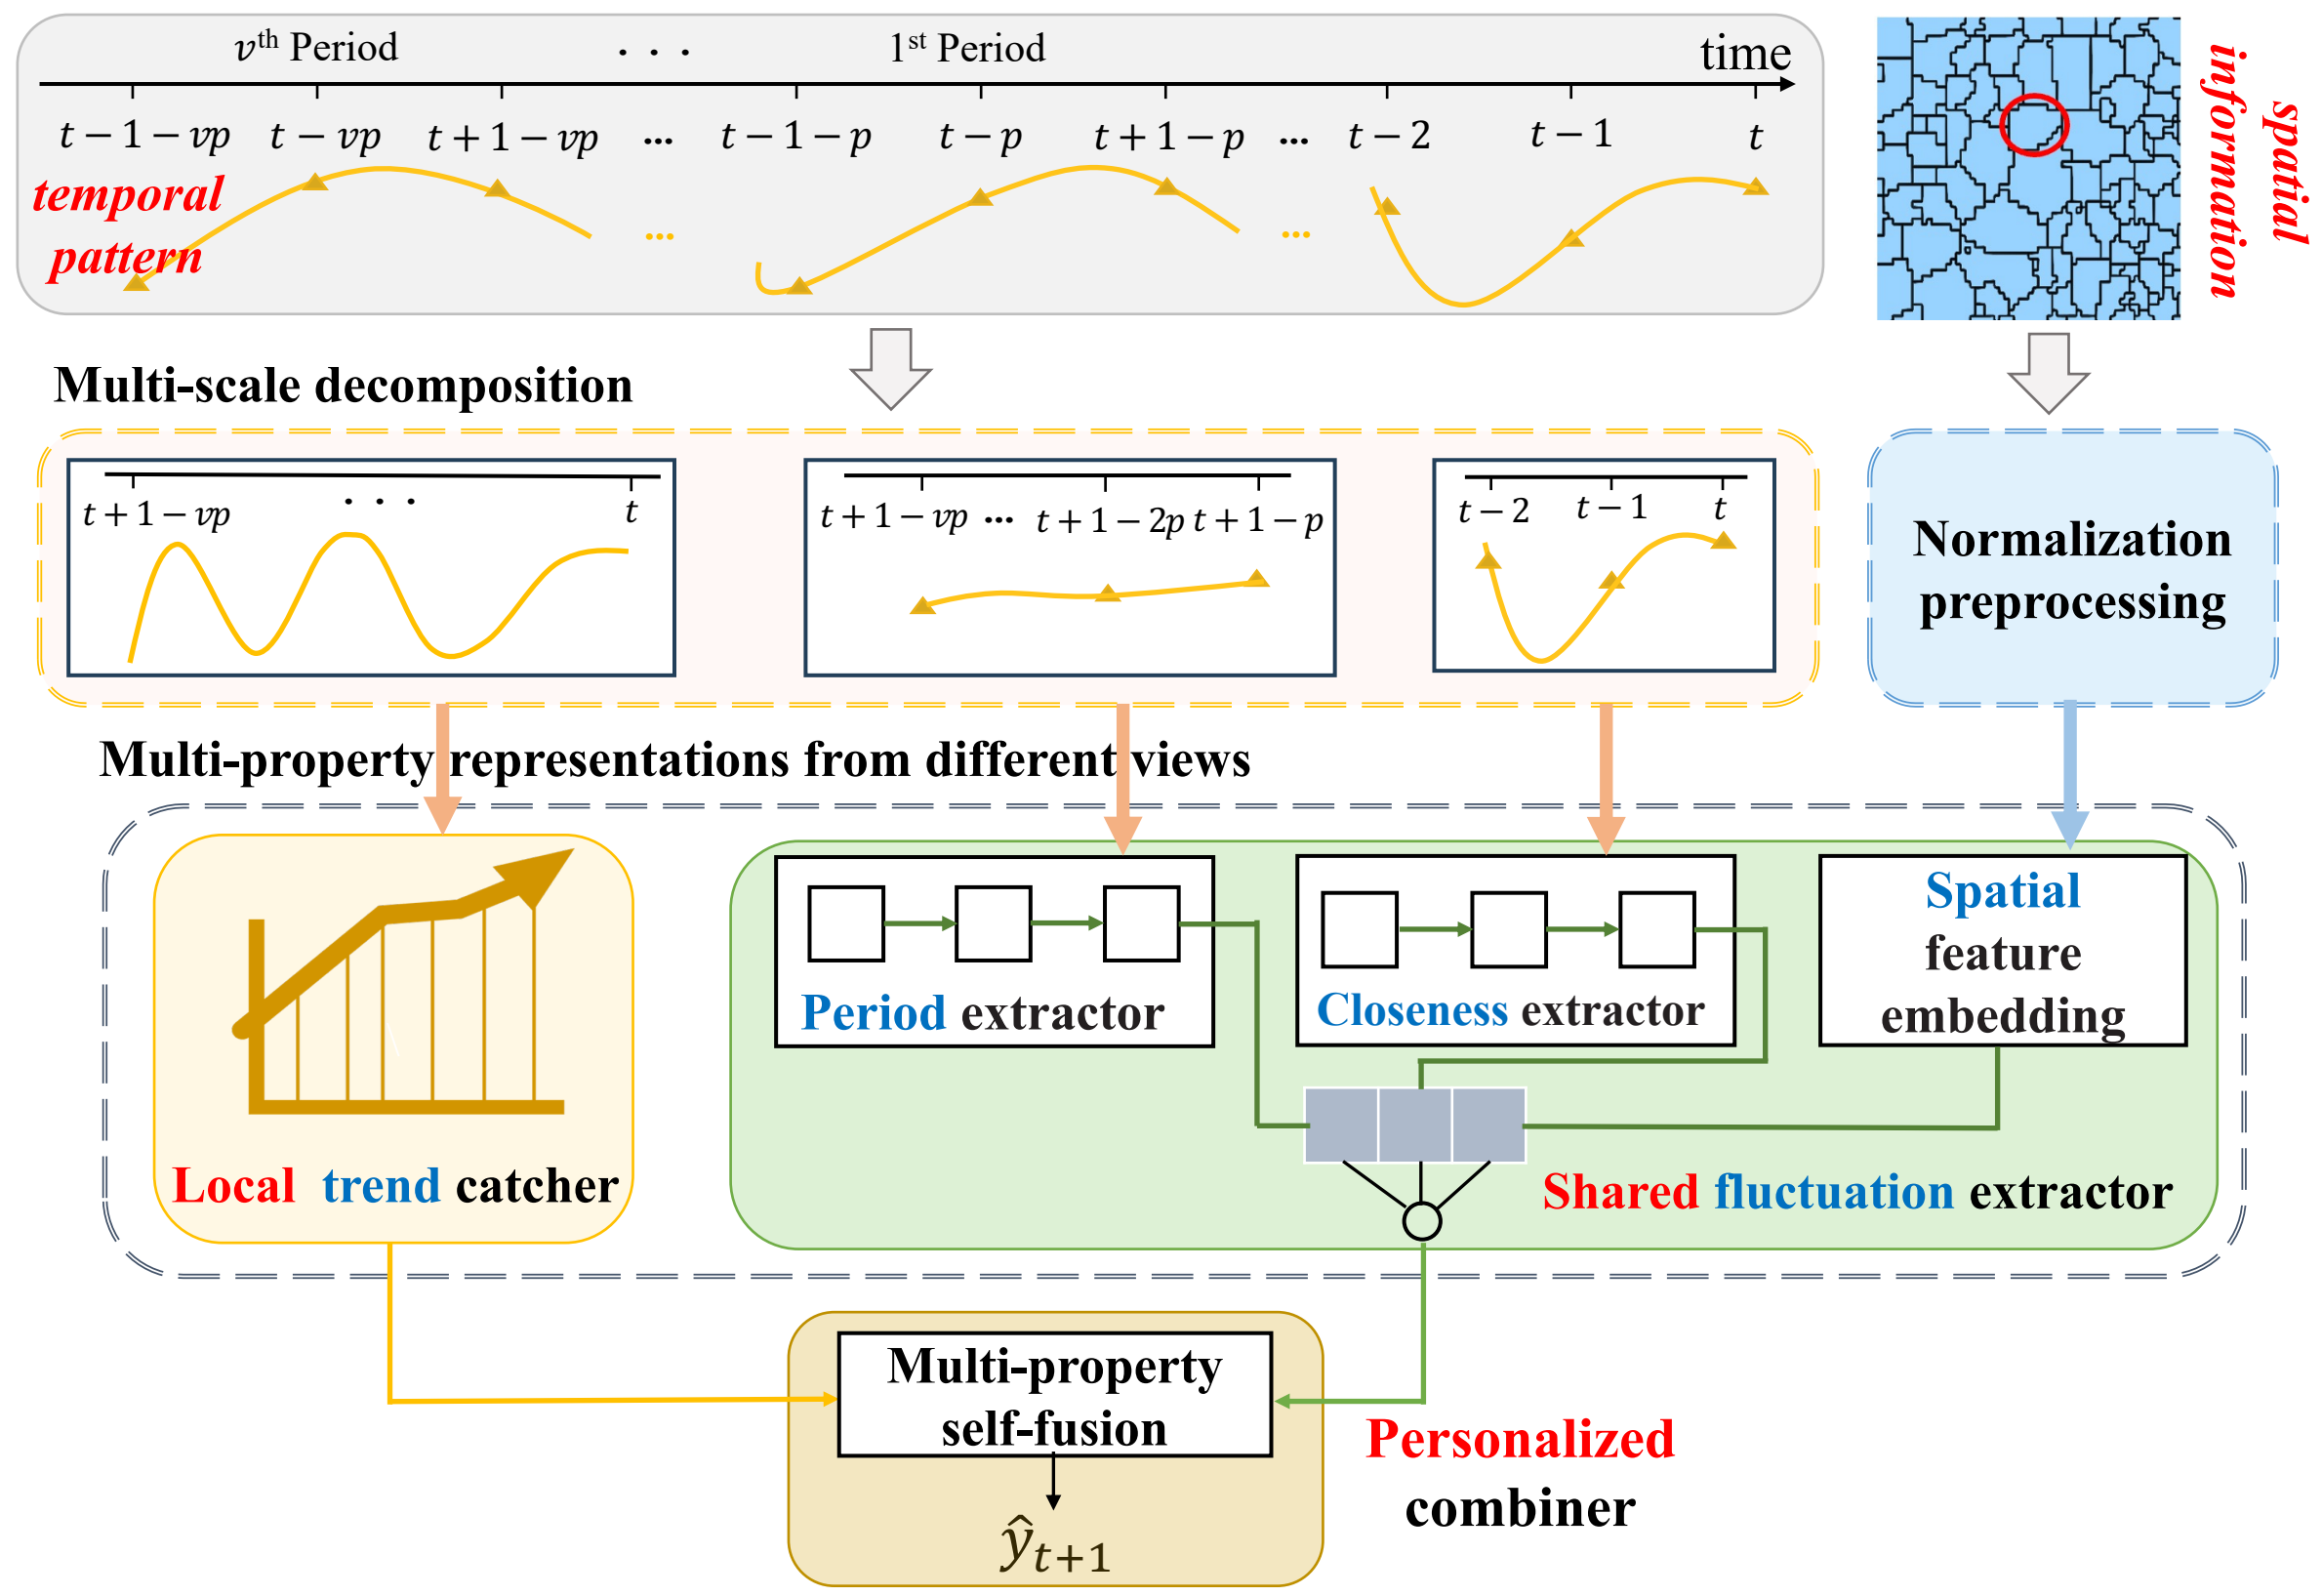 vᵗʰ Period . . . 1ˢᵗ Period time
t − 1 − vp t − vp t + 1 − vp ... t − 1 − p t − p t + 1 − p ... t − 2 t − 1 t
temporal
pattern
... ...
spatial
information
Multi-scale decomposition
t + 1 − vp . . . t
t + 1 − vp ... t + 1 − 2p t + 1 − p
t − 2 t − 1 t
Normalization
preprocessing
Multi-property representations from different views
Local trend catcher
Period extractor
Closeness extractor
Spatial
feature
embedding
Shared fluctuation extractor
Multi-property
self-fusion
ŷₜ₊₁
Personalized
combiner